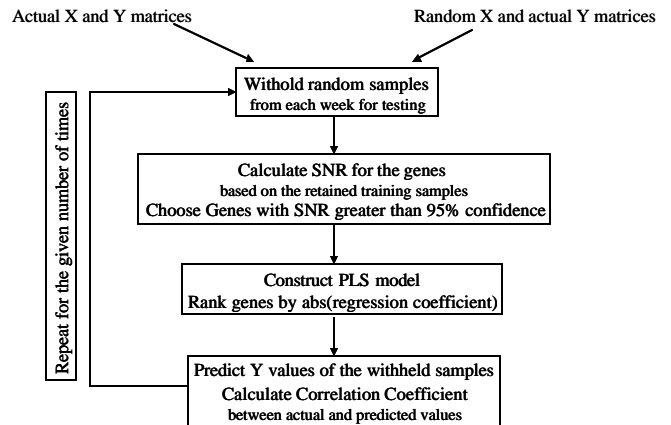 Actual X and Y matrices
Random X and actual Y matrices
Withold random samples
from each week for testing
Repeat for the given number of times
Calculate SNR for the genes
based on the retained training samples
Choose Genes with SNR greater than 95% confidence
Construct PLS model
Rank genes by abs(regression coefficient)
Predict Y values of the withheld samples
Calculate Correlation Coefficient
between actual and predicted values